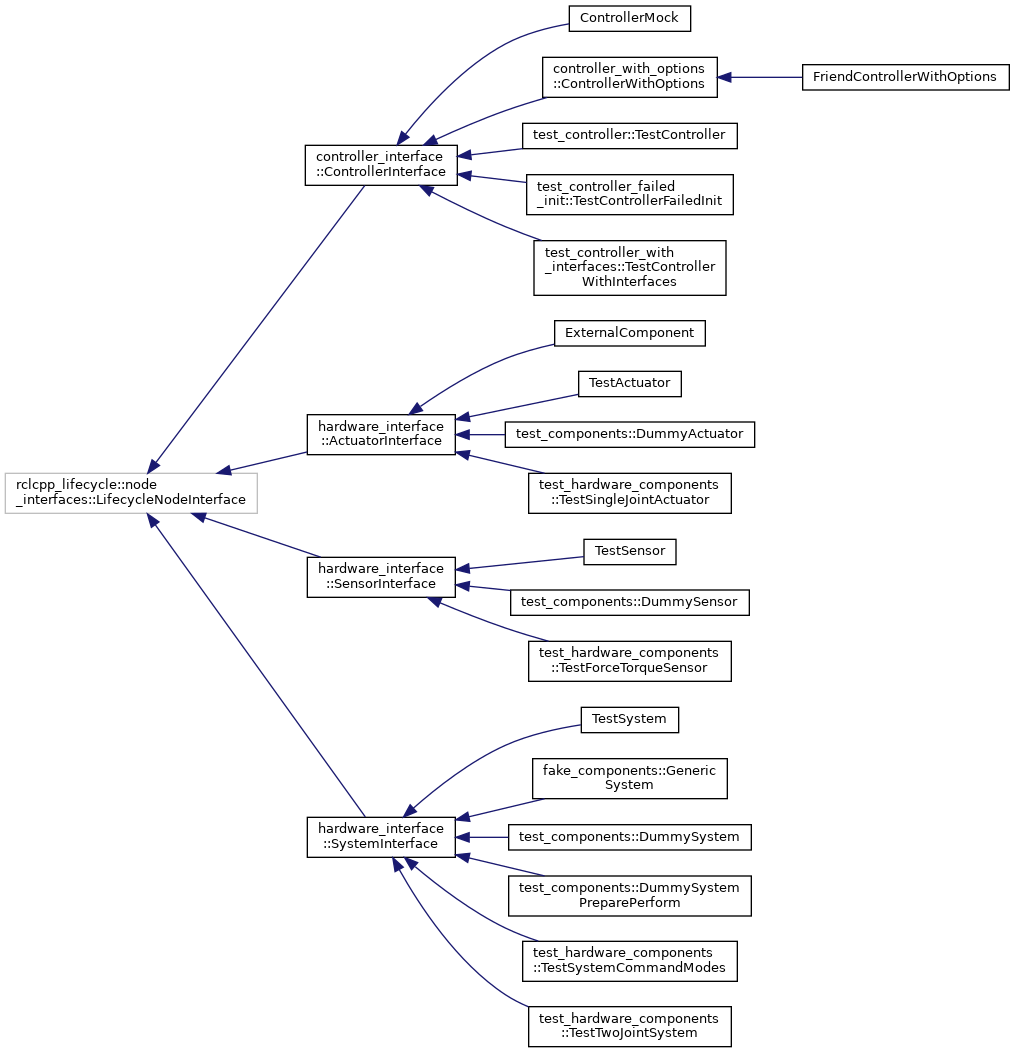 ControllerMock
controller_with_options
::ControllerWithOptions
FriendControllerWithOptions
test_controller::TestController
controller_interface
::ControllerInterface
test_controller_failed
_init::TestControllerFailedInit
test_controller_with
_interfaces::TestController
WithInterfaces
ExternalComponent
TestActuator
hardware_interface
::ActuatorInterface
test_components::DummyActuator
test_hardware_components
::TestSingleJointActuator
rclcpp_lifecycle::node
_interfaces::LifecycleNodeInterface
TestSensor
hardware_interface
::SensorInterface
test_components::DummySensor
test_hardware_components
::TestForceTorqueSensor
TestSystem
fake_components::Generic
System
hardware_interface
::SystemInterface
test_components::DummySystem
test_components::DummySystem
PreparePerform
test_hardware_components
::TestSystemCommandModes
test_hardware_components
::TestTwoJointSystem